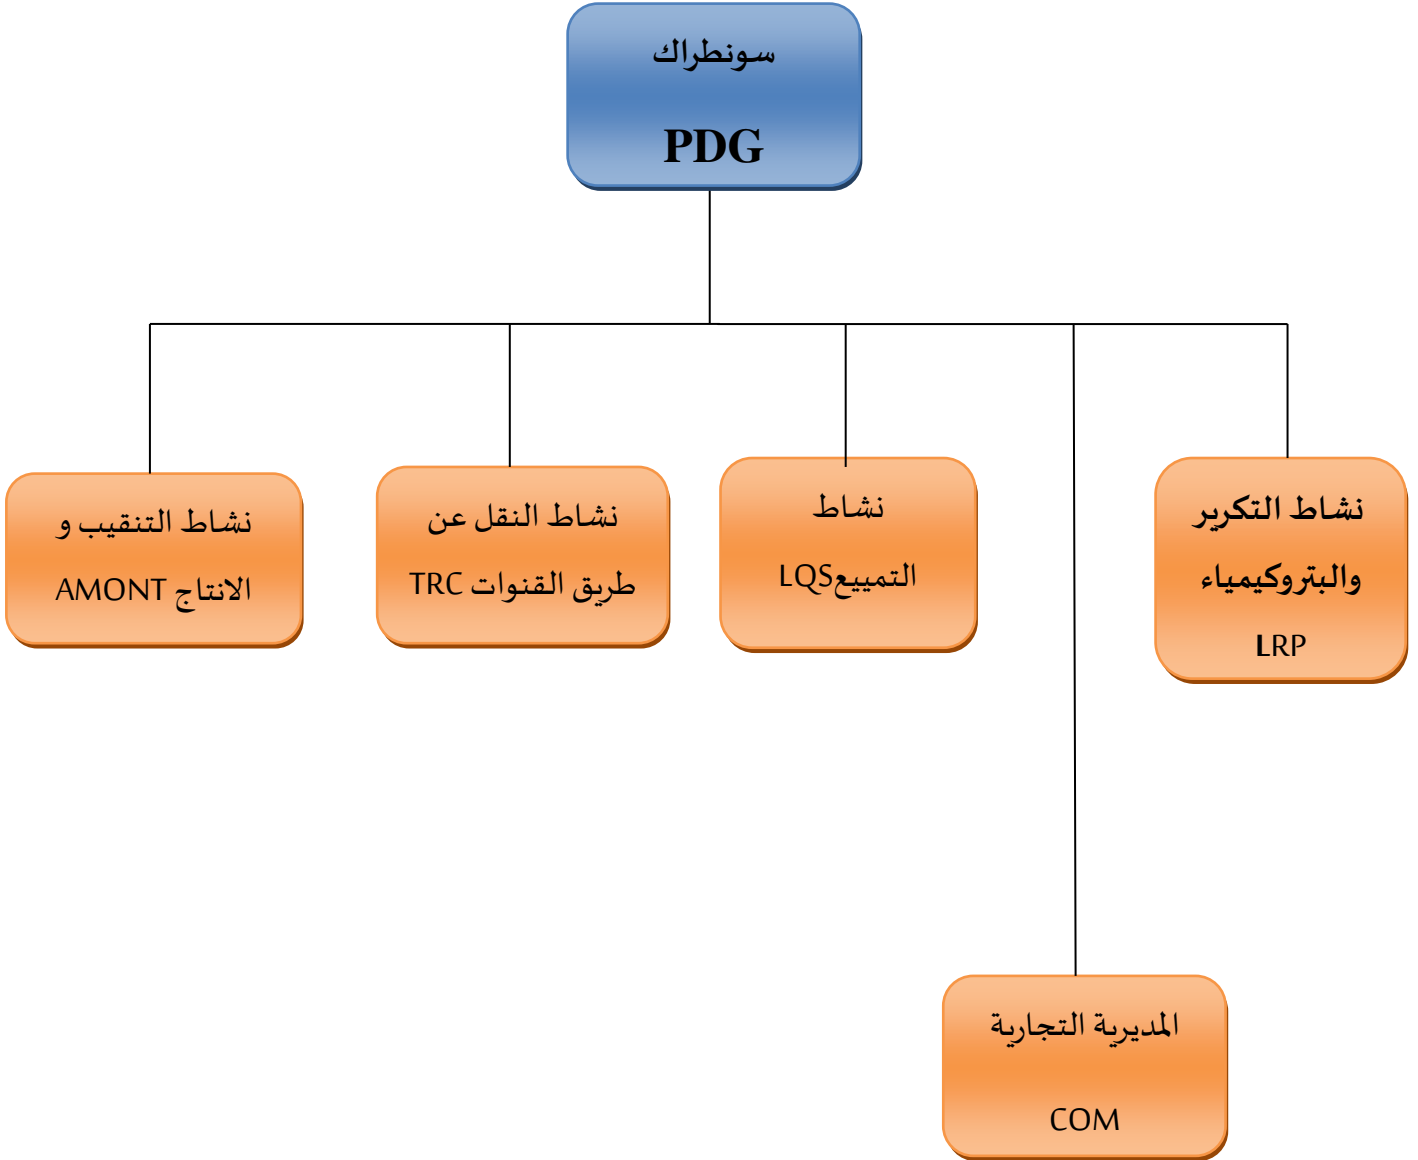 سونطراك
PDG
نشاط التكرير
والبتروكيمياء
LRP
نشاط
التمييعLQS
نشاط النقل عن
طريق القنوات TRC
نشاط التنقيب و
الانتاج AMONT
المديرية التجارية
COM